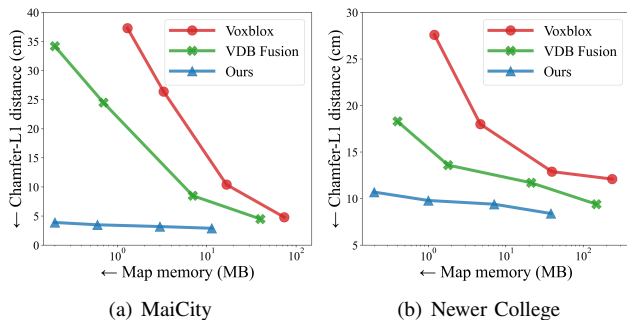 ← Chamfer-L1 distance (cm)
40
35
30
25
20
15
10
5
0
Voxblox
VDB Fusion
Ours
10⁰
10¹
10²
← Map memory (MB)
(a) MaiCity
← Chamfer-L1 distance (cm)
30
25
20
15
10
5
Voxblox
VDB Fusion
Ours
10⁰
10¹
10²
← Map memory (MB)
(b) Newer College